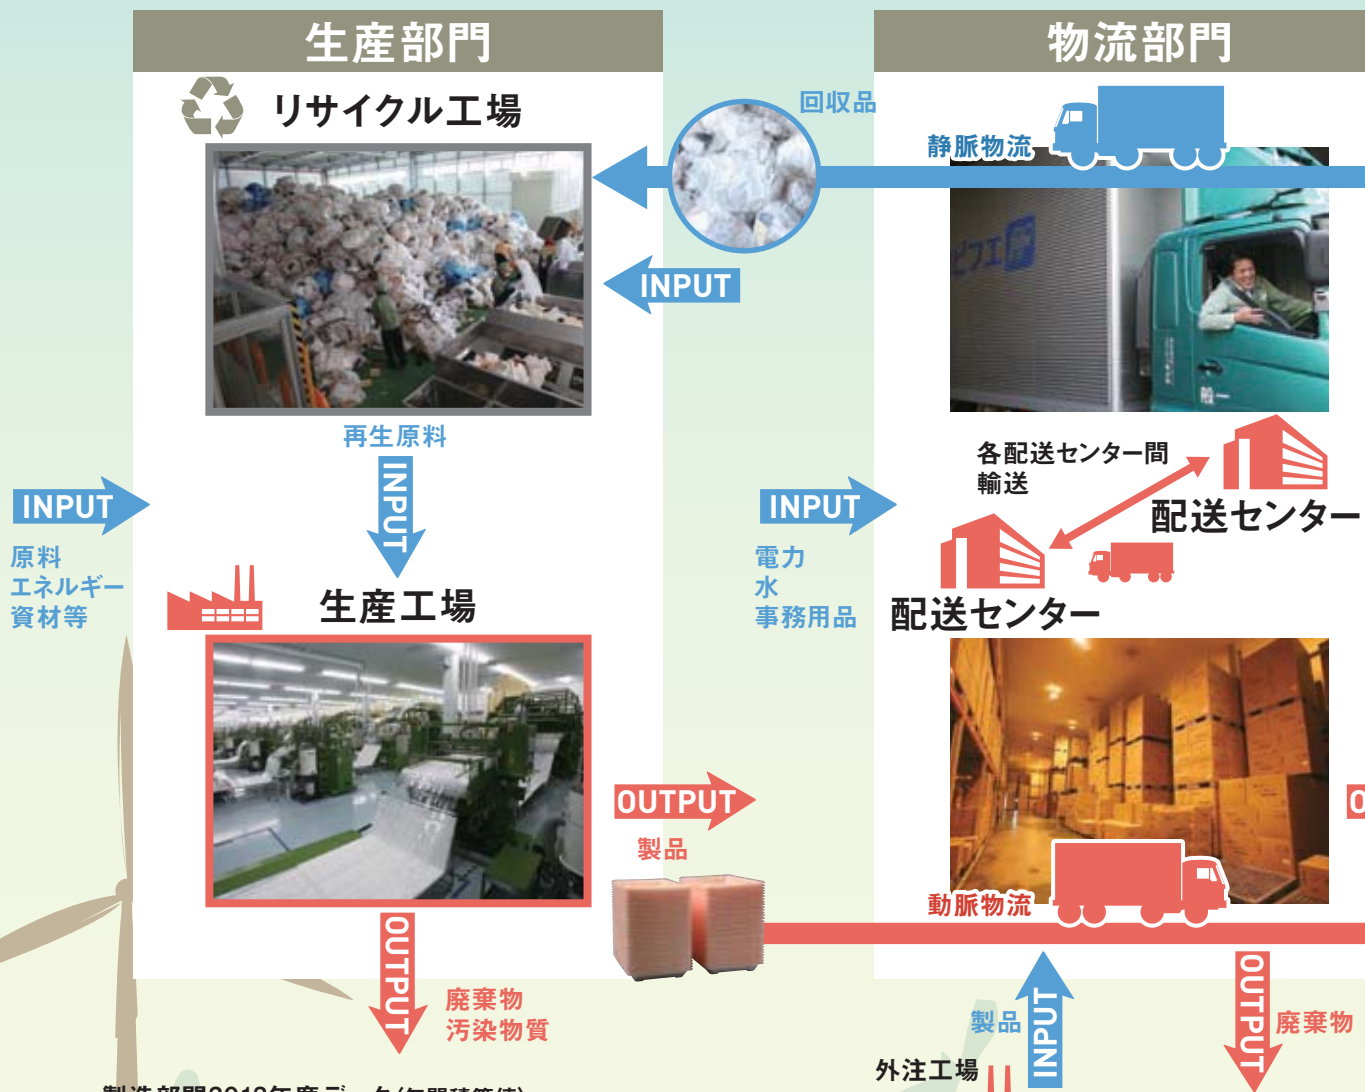 生産部門
リサイクル工場
INPUT
再生原料
INPUT
INPUT
原料
エネルギー
資材等
生産工場
OUTPUT
製品
OUTPUT
廃棄物
汚染物質
物流部門
回収品
静脈物流
ピフエ
各配送センター間
輸送
配送センター
INPUT
電力
水
事務用品
配送センター
動脈物流
製品
INPUT
外注工場
OUTPUT
廃棄物